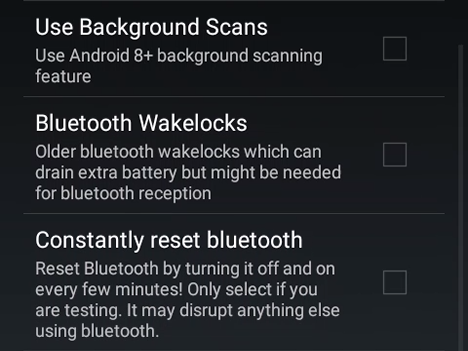 Use Background Scans
Use Android 8+ background scanning
feature
Bluetooth Wakelocks
Older bluetooth wakelocks which can
drain extra battery but might be needed
for bluetooth reception
Constantly reset bluetooth
Reset Bluetooth by turning it off and on
every few minutes! Only select if you
are testing. It may disrupt anything else
using bluetooth.